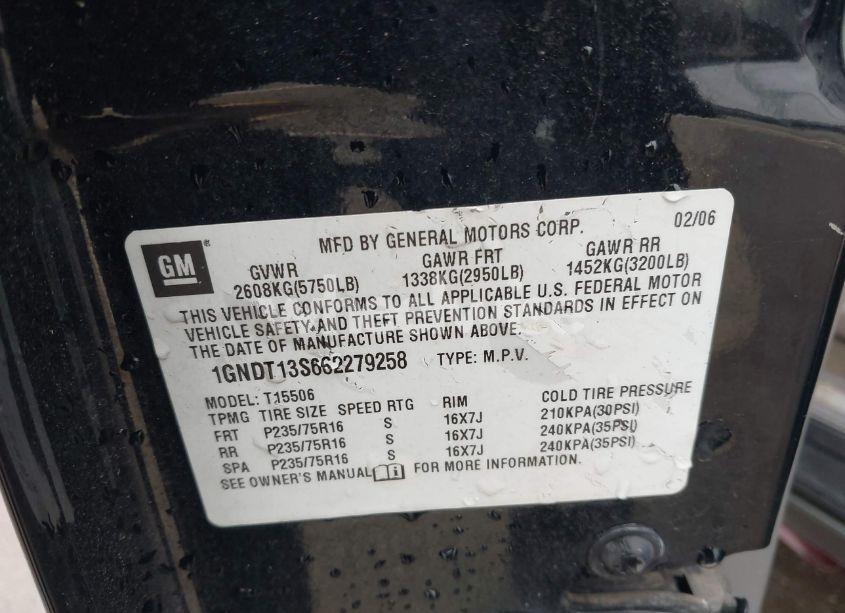 GM ®
MFD BY GENERAL MOTORS CORP. 02/06
GVWR GAWR FRT GAWR RR
2608KG(5750LB) 1338KG(2950LB) 1452KG(3200LB)
THIS VEHICLE CONFORMS TO ALL APPLICABLE U.S. FEDERAL MOTOR
VEHICLE SAFETY AND THEFT PREVENTION STANDARDS IN EFFECT ON
THE DATE OF MANUFACTURE SHOWN ABOVE.
1GNDT13S662279258 TYPE: M.P.V.
MODEL: T15506
TPMG TIRE SIZE SPEED RTG RIM COLD TIRE PRESSURE
FRT P235/75R16 S 16X7J 210KPA(30PSI)
RR P235/75R16 S 16X7J 240KPA(35PSI)
SPA P235/75R16 S 16X7J 240KPA(35PSI)
SEE OWNER'S MANUAL FOR MORE INFORMATION.